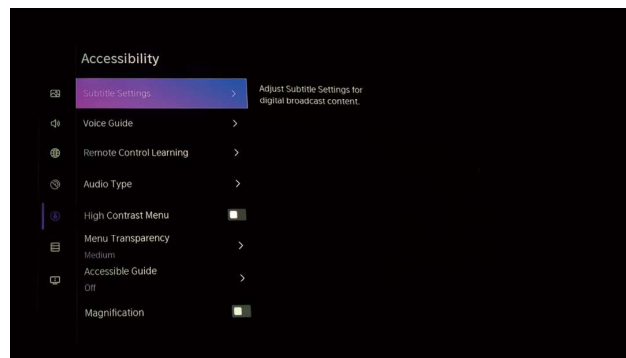 Accessibility
Subtitle Settings
Adjust Subtitle Settings for
digital broadcast content.
Voice Guide
Remote Control Learning
Audio Type
High Contrast Menu
Menu Transparency
Medium
Accessible Guide
Off
Magnification